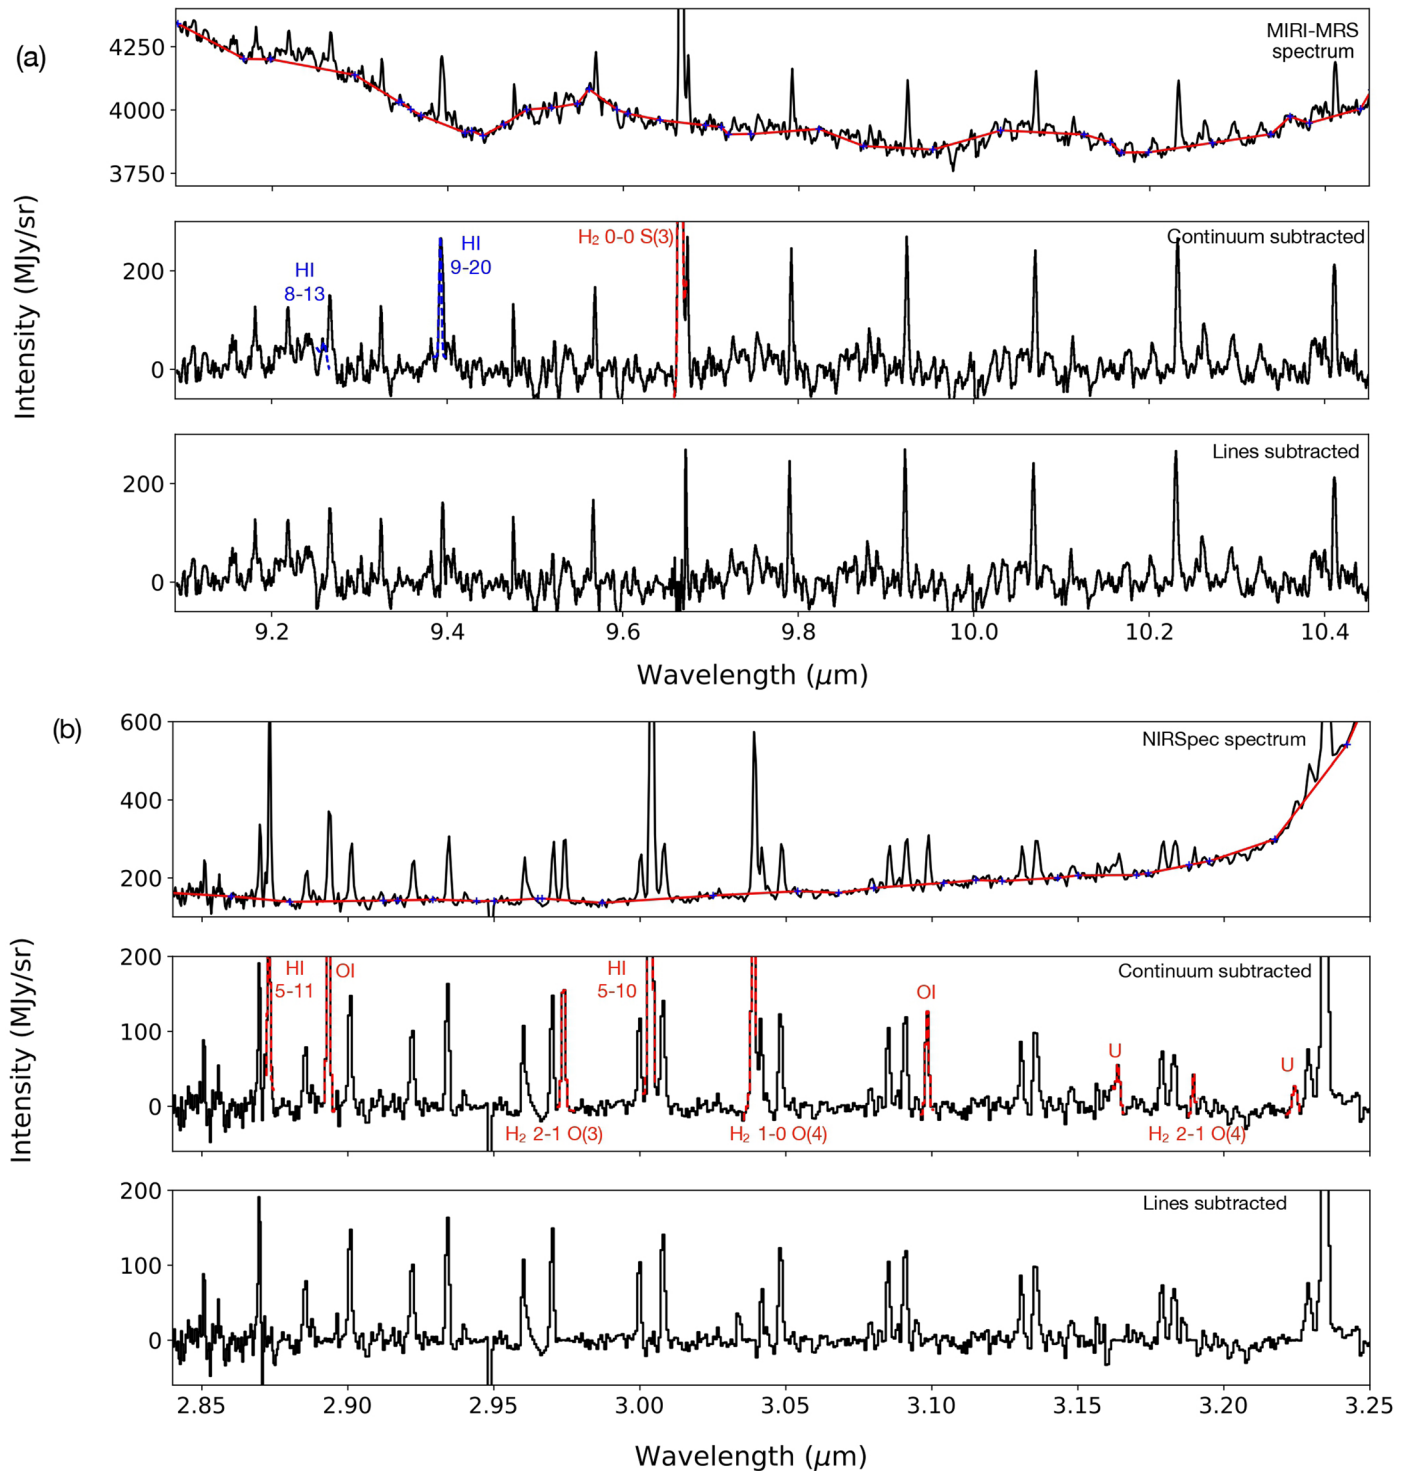 (a)
MIRI-MRS
spectrum
4250
4000
3750
Intensity (MJy/sr)
HI
8-13
HI
9-20
H₂ 0-0 S(3)
Continuum subtracted
200
0
Lines subtracted
200
0
9.2 9.4 9.6 9.8 10.0 10.2 10.4
Wavelength (μm)
(b)
NIRSpec spectrum
600
400
200
Intensity (MJy/sr)
Continuum subtracted
200
100
0
HI
5-11
OI
HI
5-10
OI
U
U
H₂ 2-1 O(3)
H₂ 1-0 O(4)
H₂ 2-1 O(4)
Lines subtracted
200
100
0
2.85 2.90 2.95 3.00 3.05 3.10 3.15 3.20 3.25
Wavelength (μm)